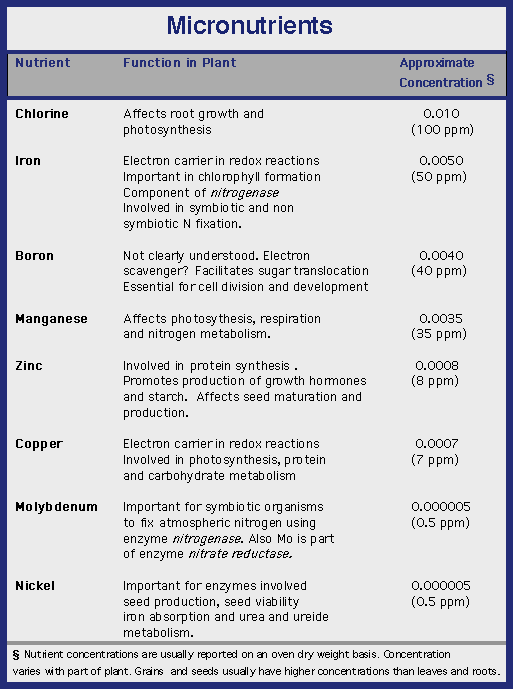 Micronutrients
Nutrient Function in Plant Approximate
Concentration §
Chlorine Affects root growth and 0.010
photosynthesis (100 ppm)
Iron Electron carrier in redox reactions 0.0050
Important in chlorophyll formation (50 ppm)
Component of nitrogenase
Involved in symbiotic and non
symbiotic N fixation.
Boron Not clearly understood. Electron 0.0040
scavenger? Facilitates sugar translocation (40 ppm)
Essential for cell division and development
Manganese Affects photosythesis, respiration 0.0035
and nitrogen metabolism. (35 ppm)
Zinc Involved in protein synthesis . 0.0008
Promotes production of growth hormones (8 ppm)
and starch. Affects seed maturation and
production.
Copper Electron carrier in redox reactions 0.0007
Involved in photosynthesis, protein (7 ppm)
and carbohydrate metabolism
Molybdenum Important for symbiotic organisms 0.000005
to fix atmospheric nitrogen using (0.5 ppm)
enzyme nitrogenase. Also Mo is part
of enzyme nitrate reductase.
Nickel Important for enzymes involved 0.000005
seed production, seed viability (0.5 ppm)
iron absorption and urea and ureide
metabolism.
§ Nutrient concentrations are usually reported on an oven dry weight basis. Concentration
varies with part of plant. Grains and seeds usually have higher concentrations than leaves and roots.